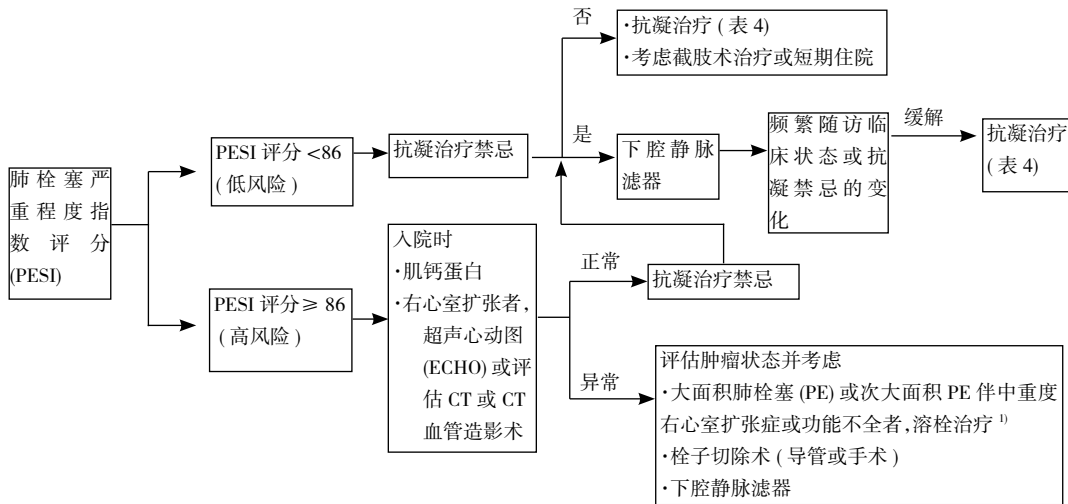 肺栓塞严
重程度指
数评分
(PESI)
PESI 评分 <86
(低风险)
抗凝治疗禁忌
否
·抗凝治疗(表 4)
·考虑截肢术治疗或短期住院
是
下腔静脉
滤器
频繁随访临
床状态或抗
凝禁忌的变
化
缓解
抗凝治疗
(表 4)
PESI 评分≥ 86
(高风险)
入院时
·肌钙蛋白
·右心室扩张者,
超声心动图
(ECHO) 或评
估 CT 或 CT
血管造影术
正常
抗凝治疗禁忌
异常
评估肿瘤状态并考虑
·大面积肺栓塞 (PE) 或次大面积 PE 伴中重度
右心室扩张症或功能不全者,溶栓治疗 1)
·栓子切除术(导管或手术)
·下腔静脉滤器